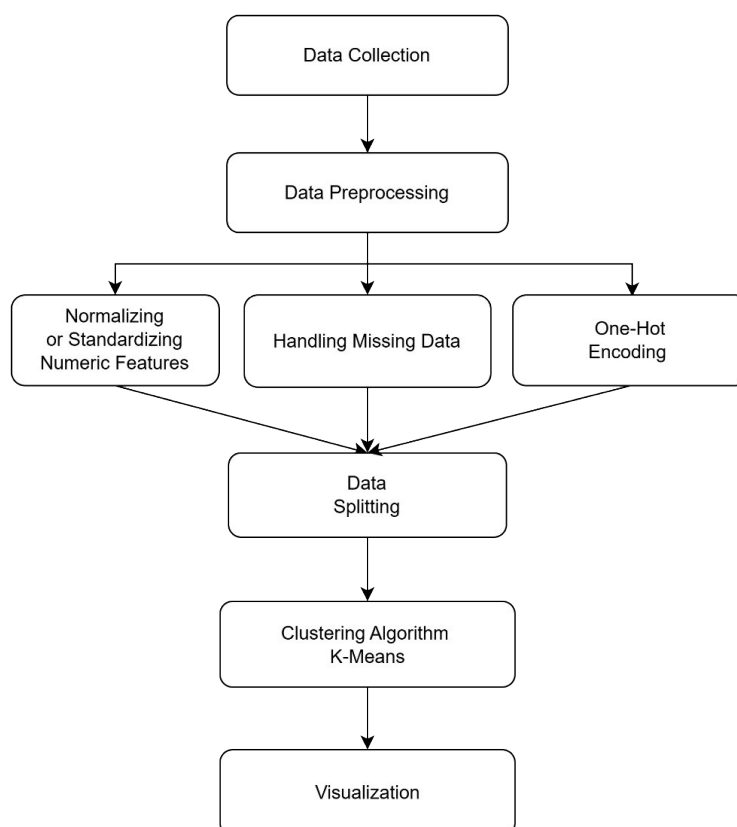 Data Collection
Data Preprocessing
Normalizing
or Standardizing
Numeric Features
Handling Missing Data
One-Hot
Encoding
Data
Splitting
Clustering Algorithm
K-Means
Visualization